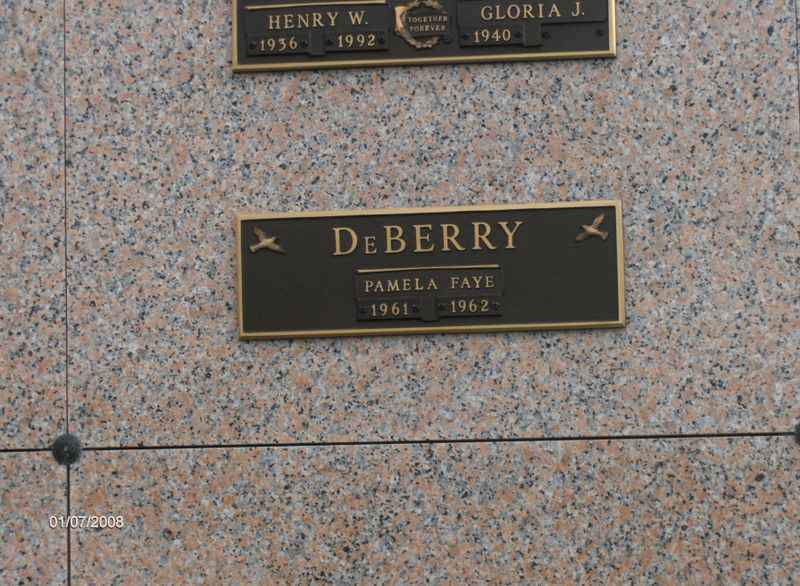 HENRY W.
1936 1992
TOGETHER
FOREVER
GLORIA J.
1940
DeBERRY
PAMELA FAYE
1961 1962
01/07/2008